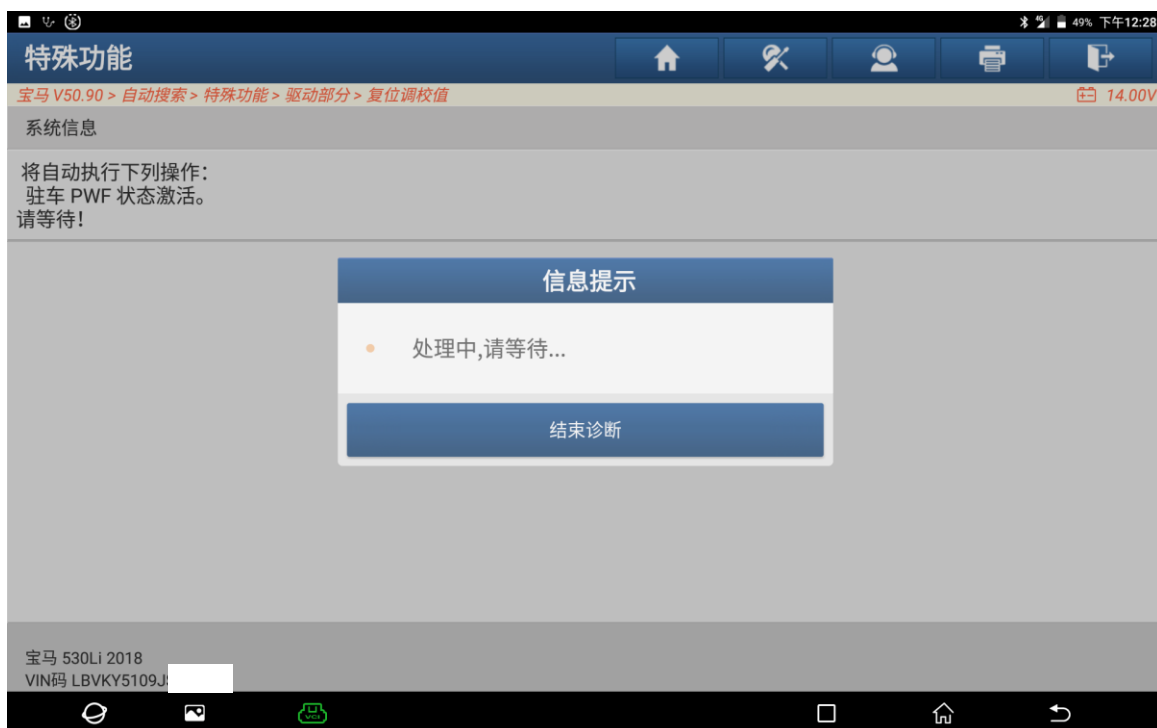 4G 49% 下午12:28
特殊功能
宝马 V50.90 > 自动搜索 > 特殊功能 > 驱动部分 > 复位调校值 14.00V
系统信息
将自动执行下列操作：
驻车 PWF 状态激活。
请等待！
信息提示
处理中,请等待...
结束诊断
宝马 530Li 2018
VIN码 LBVKY5109J
VCI